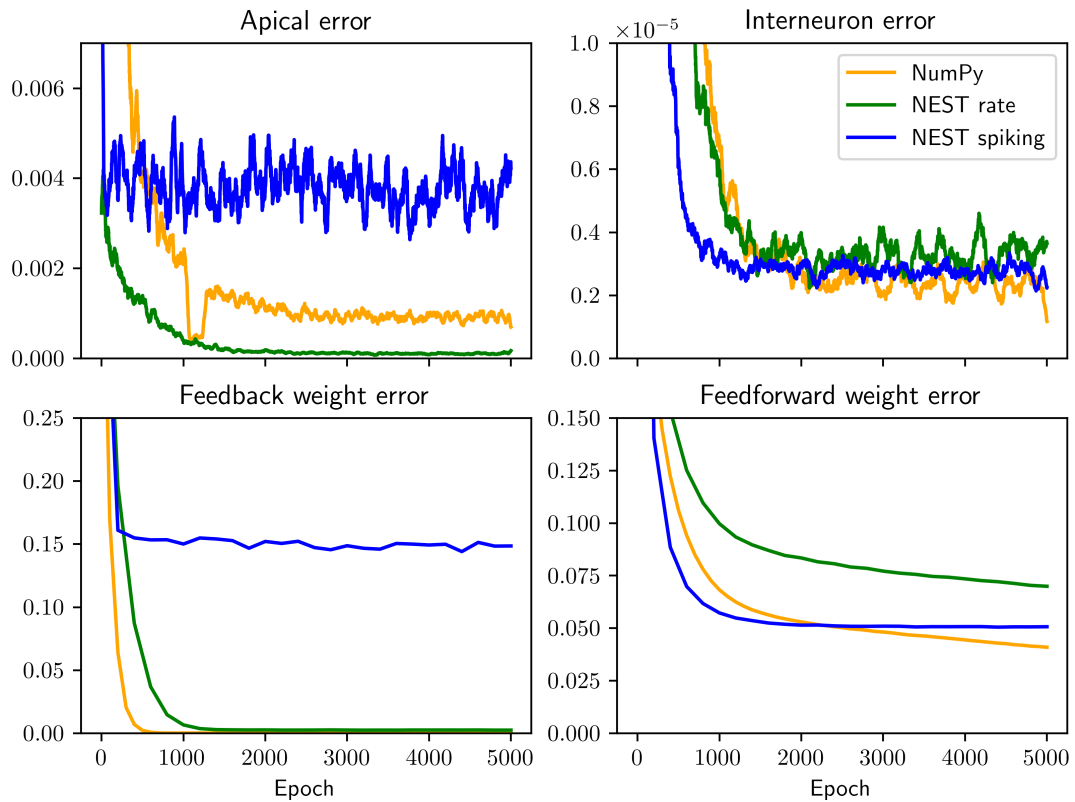 Apical error
0.006
0.004
0.002
0.000
Interneuron error
×10⁻⁵
1.0
0.8
0.6
0.4
0.2
0.0
NumPy
NEST rate
NEST spiking
Feedback weight error
0.25
0.20
0.15
0.10
0.05
0.00
0 1000 2000 3000 4000 5000
Epoch
Feedforward weight error
0.150
0.125
0.100
0.075
0.050
0.025
0.000
0 1000 2000 3000 4000 5000
Epoch